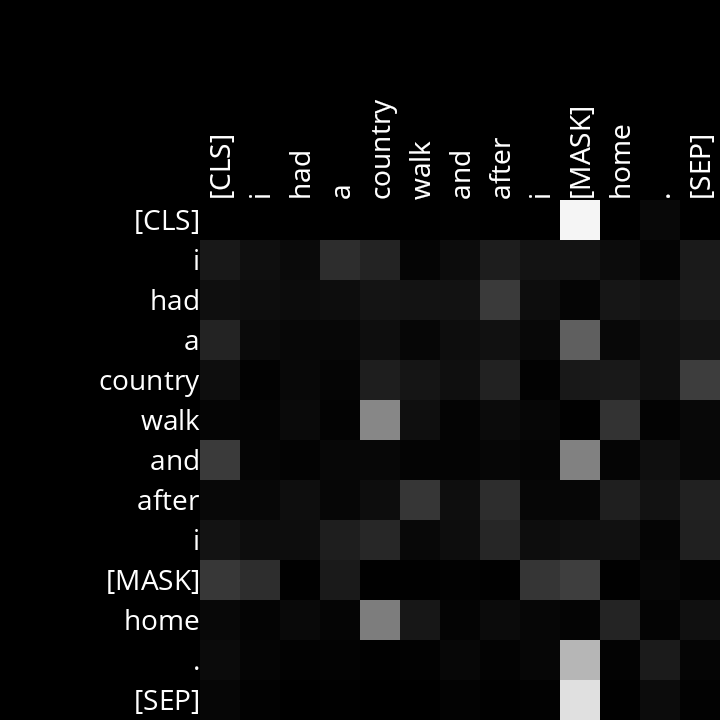 [CLS] i had a country walk and after i [MASK] home . [SEP]
[CLS]
i
had
a
country
walk
and
after
i
[MASK]
home
.
[SEP]